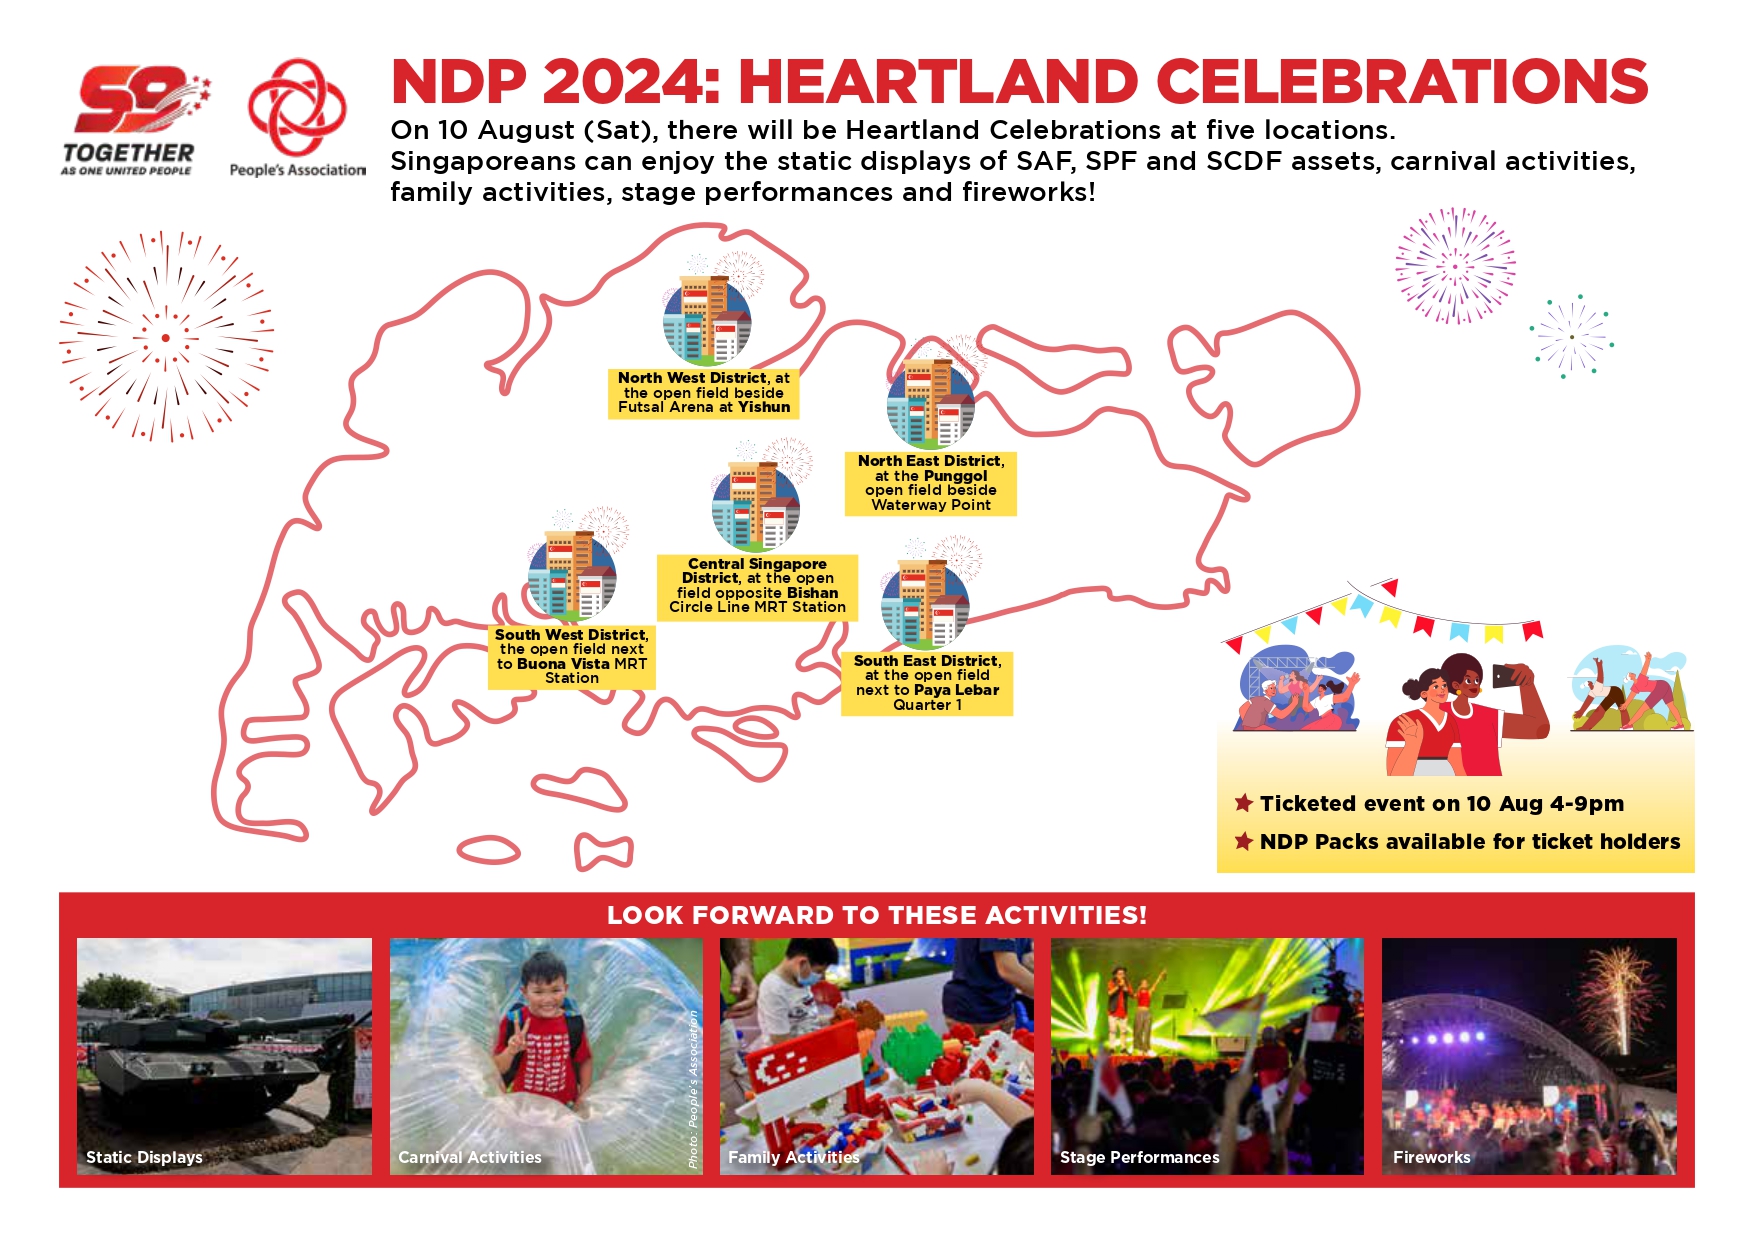 S9
TOGETHER
AS ONE UNITED PEOPLE
People's Association
NDP 2024: HEARTLAND CELEBRATIONS
On 10 August (Sat), there will be Heartland Celebrations at five locations.
Singaporeans can enjoy the static displays of SAF, SPF and SCDF assets, carnival activities,
family activities, stage performances and fireworks!
North West District, at
the open field beside
Futsal Arena at Yishun
North East District,
at the Punggol
open field beside
Waterway Point
Central Singapore
District, at the open
field opposite Bishan
Circle Line MRT Station
South West District,
the open field next
to Buona Vista MRT
Station
South East District,
at the open field
next to Paya Lebar
Quarter 1
Ticketed event on 10 Aug 4-9pm
NDP Packs available for ticket holders
LOOK FORWARD TO THESE ACTIVITIES!
Static Displays
Carnival Activities
Photo: People's Association
Family Activities
Stage Performances
Fireworks